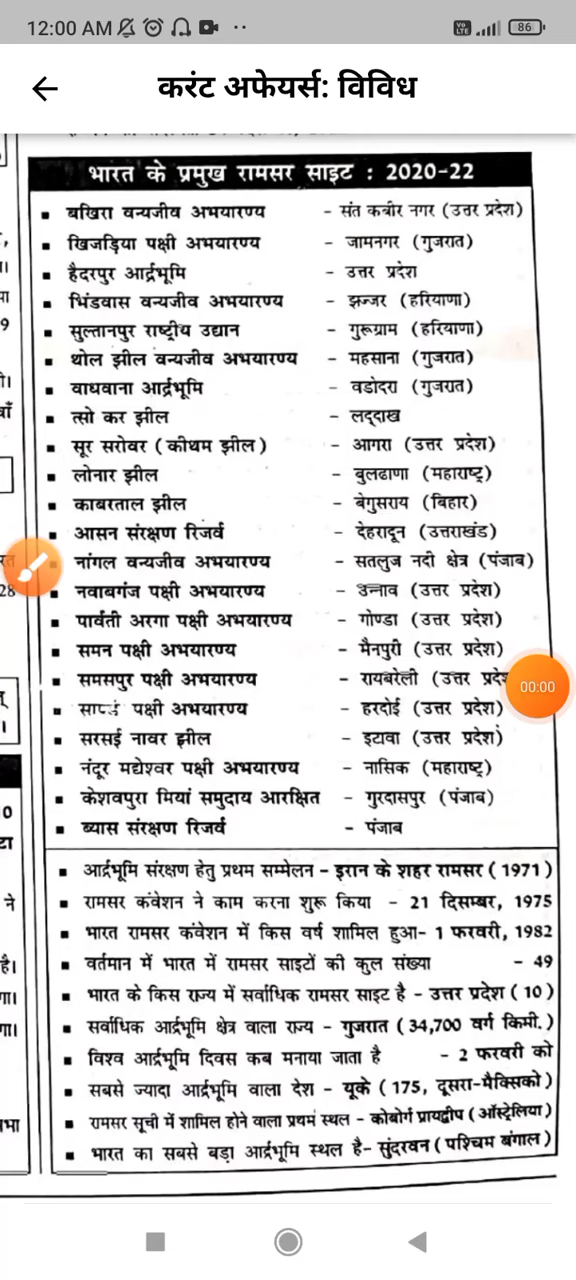 12:00 AM
86
करंट अफेयर्स: विविध
भारत के प्रमुख रामसर साइट : 2020-22
▪ बखिरा वन्यजीव अभयारण्य - संत कबीर नगर (उत्तर प्रदेश)
▪ खिजड़िया पक्षी अभयारण्य - जामनगर (गुजरात)
▪ हैदरपुर आर्द्रभूमि - उत्तर प्रदेश
▪ भिंडवास वन्यजीव अभयारण्य - झज्जर (हरियाणा)
▪ सुल्तानपुर राष्ट्रीय उद्यान - गुरूग्राम (हरियाणा)
▪ थोल झील वन्यजीव अभयारण्य - महसाना (गुजरात)
▪ वाधवाना आर्द्रभूमि - वडोदरा (गुजरात)
▪ त्सो कर झील - लद्दाख
▪ सूर सरोवर (कीथम झील) - आगरा (उत्तर प्रदेश)
▪ लोनार झील - बुलढाणा (महाराष्ट्र)
▪ काबरताल झील - बेगुसराय (बिहार)
▪ आसन संरक्षण रिजर्व - देहरादून (उत्तराखंड)
नांगल वन्यजीव अभयारण्य - सतलुज नदी क्षेत्र (पंजाब)
▪ नवाबगंज पक्षी अभयारण्य - उन्नाव (उत्तर प्रदेश)
▪ पार्वती अरगा पक्षी अभयारण्य - गोण्डा (उत्तर प्रदेश)
▪ समन पक्षी अभयारण्य - मैनपुरी (उत्तर प्रदेश)
▪ समसपुर पक्षी अभयारण्य - रायबरेली (उत्तर
00:00
▪ पक्षी अभयारण्य - हरदोई (उत्तर प्रदेश)
▪ सरसई नावर झील - इटावा (उत्तर प्रदेश)
▪ नंदूर मद्येश्वर पक्षी अभयारण्य - नासिक (महाराष्ट्र)
▪ केशवपुरा मियां समुदाय आरक्षित - गुरदासपुर (पंजाब)
▪ ब्यास संरक्षण रिजर्व - पंजाब
▪ आर्द्रभूमि संरक्षण हेतु प्रथम सम्मेलन - इरान के शहर रामसर (1971)
▪ रामसर कंवेशन ने काम करना शुरू किया - 21 दिसम्बर, 1975
▪ भारत रामसर कंवेशन में किस वर्ष शामिल हुआ- 1 फरवरी, 1982
▪ वर्तमान में भारत में रामसर साइटों की कुल संख्या - 49
▪ भारत के किस राज्य में सर्वाधिक रामसर साइट है - उत्तर प्रदेश (10)
▪ सर्वाधिक आर्द्रभूमि क्षेत्र वाला राज्य - गुजरात (34,700 वर्ग किमी.)
▪ विश्व आर्द्रभूमि दिवस कब मनाया जाता है - 2 फरवरी को
▪ सबसे ज्यादा आर्द्रभूमि वाला देश - यूके (175, दूसरा-मैक्सिको)
▪ रामसर सूची में शामिल होने वाला प्रथम स्थल - कोबोर्ग प्रायद्वीप (ऑस्ट्रेलिया)
▪ भारत का सबसे बड़ा आर्द्रभूमि स्थल है- सुंदरवन (पश्चिम बंगाल)